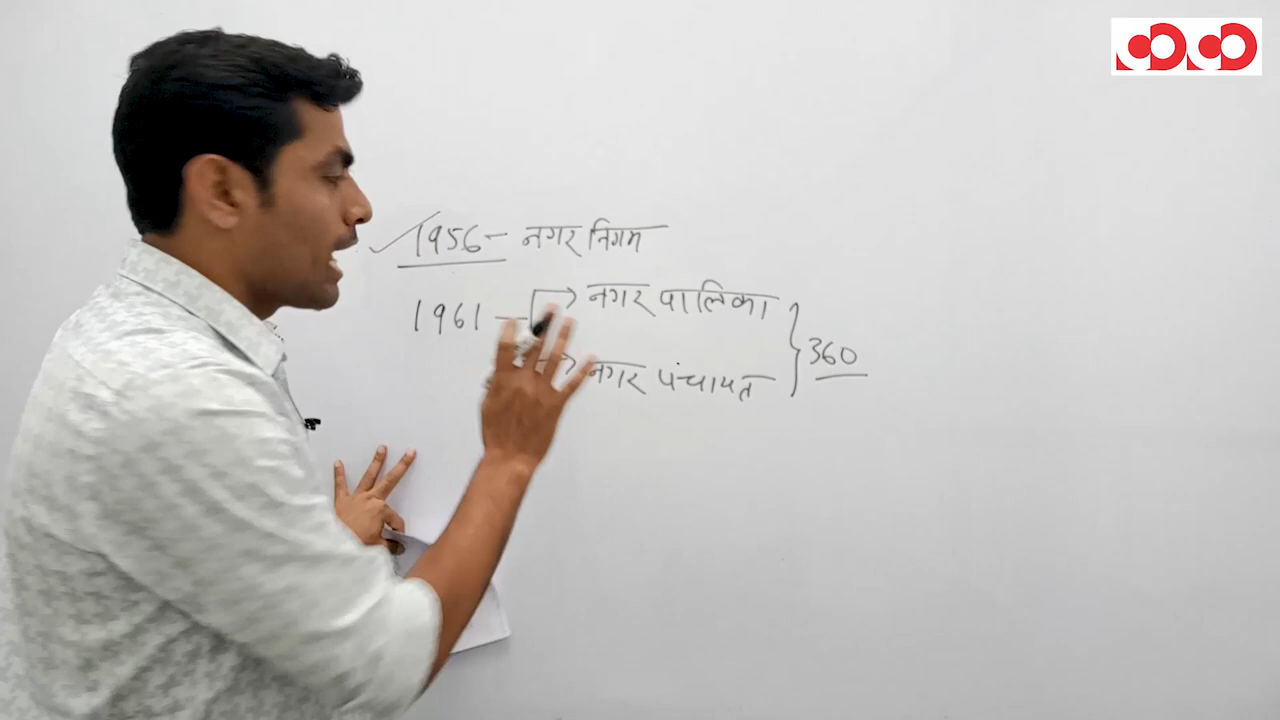 1956 - नगर निगम
1961 - नगर पालिका
नगर पंचायत
360